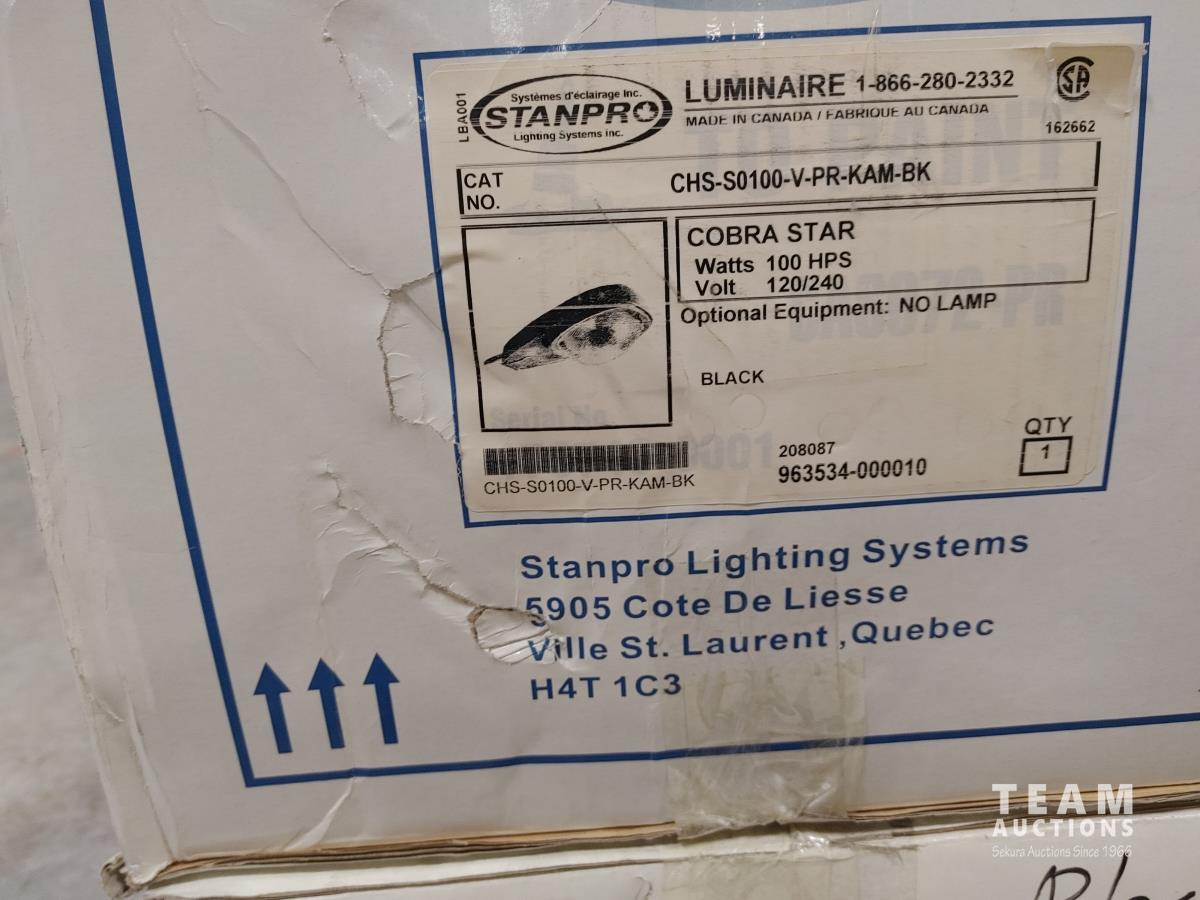 LBA001
Systèmes d'éclairage Inc.
STANPRO
Lighting Systems inc.
LUMINAIRE 1-866-280-2332
MADE IN CANADA / FABRIQUE AU CANADA
SA
162662
CAT NO.
CHS-S0100-V-PR-KAM-BK
COBRA STAR
Watts 100 HPS
Volt 120/240
Optional Equipment: NO LAMP
BLACK
Serial No.
CHS-S0100-V-PR-KAM-BK
208087
963534-000010
QTY
1
Stanpro Lighting Systems
5905 Cote De Liesse
Ville St. Laurent ,Quebec
H4T 1C3
TEAM
AUCTIONS
Sekura Auctions Since 1966